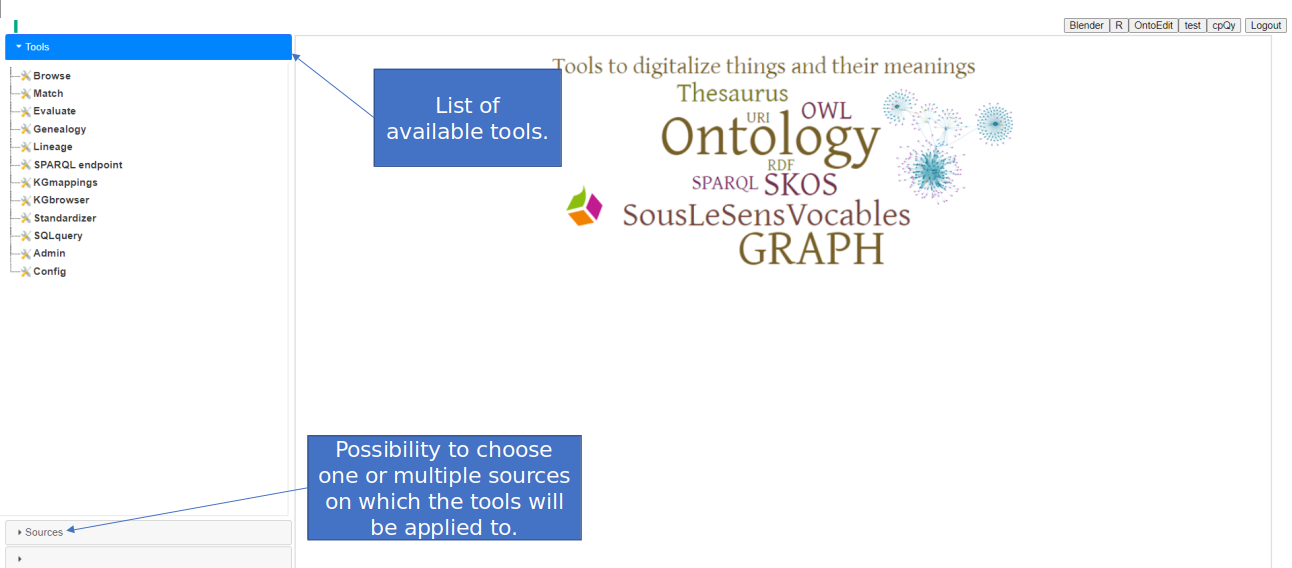 Blender R OntoEdit test cpQy Logout
Tools
Browse
Match
Evaluate
Genealogy
Lineage
SPARQL endpoint
KGmappings
KGbrowser
Standardizer
SQLquery
Admin
Config
List of
available tools.
Tools to digitalize things and their meanings
Thesaurus
OWL
URI
Ontology
RDF
SPARQL SKOS
SousLeSensVocables
GRAPH
Possibility to choose
one or multiple sources
on which the tools will
be applied to.
Sources